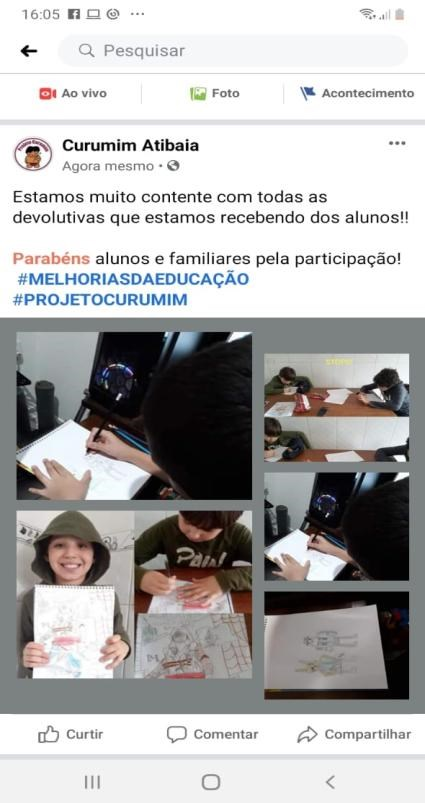 16:05
Pesquisar
Ao vivo
Foto
Acontecimento
Curumim Atibaia
Agora mesmo •
Estamos muito contente com todas as
devolutivas que estamos recebendo dos alunos!!
Parabéns alunos e familiares pela participação!
#MELHORIASDAEDUCAÇÃO
#PROJETOCURUMIM
Curtir
Comentar
Compartilhar